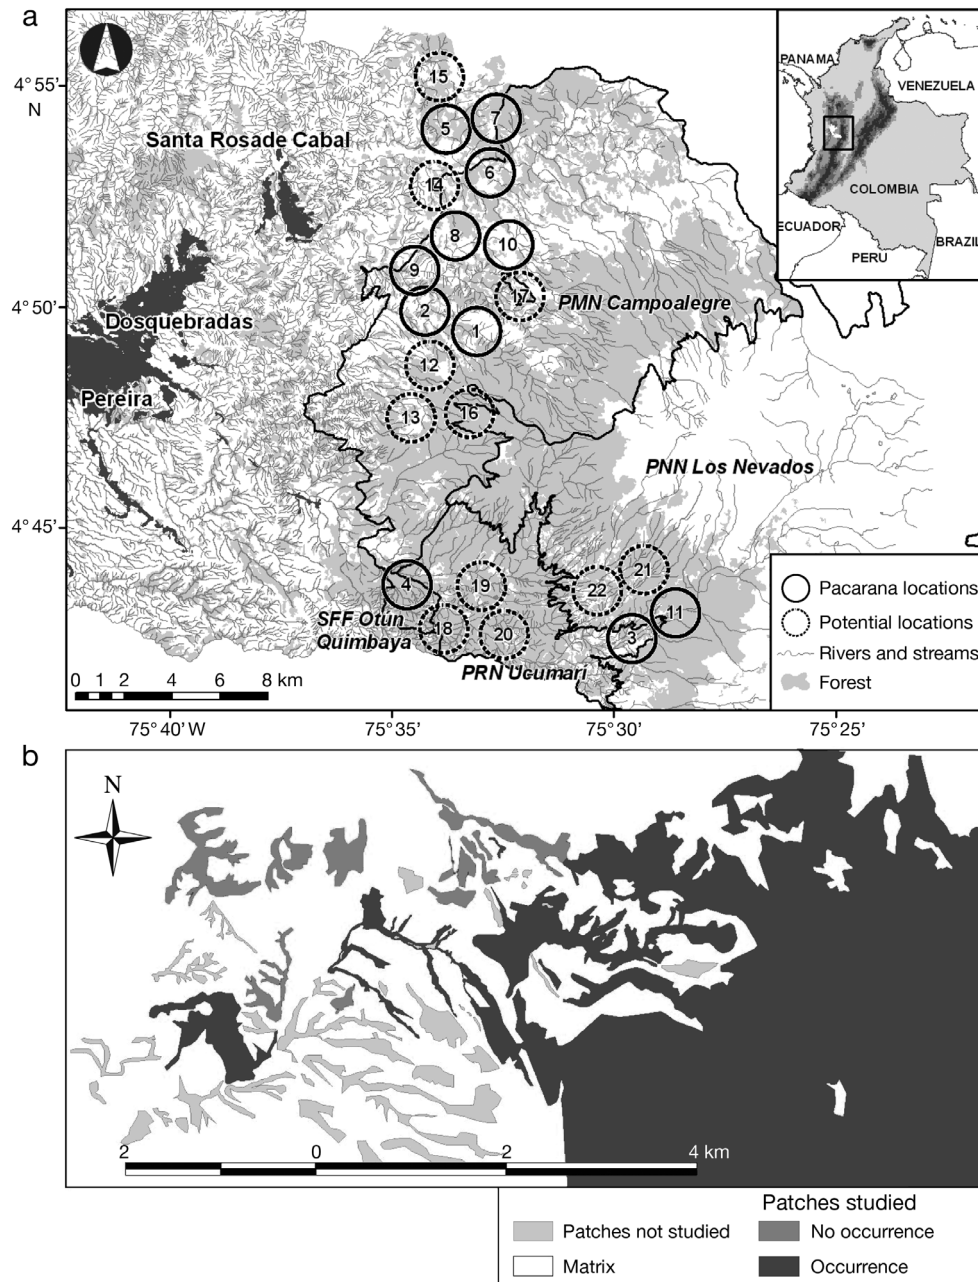 a
4° 55'
N
15
7
5
6
14
8
10
9
17
2
1
12
13
16
4
19
18
20
21
22
11
3
Santa Rosade Cabal
Dosquebradas
Pereira
PMN Campoalegre
PNN Los Nevados
SFF Otun
Quimbaya
PRN Ucumari
4° 50'
4° 45'
PANAMA
VENEZUELA
COLOMBIA
ECUADOR
BRAZIL
PERU
Pacarana locations
Potential locations
Rivers and streams
Forest
0 1 2 4 6 8 km
75° 40' W 75° 35' 75° 30' 75° 25'
b
N
2 0 2 4 km
Patches studied
Patches not studied No occurrence
Matrix Occurrence